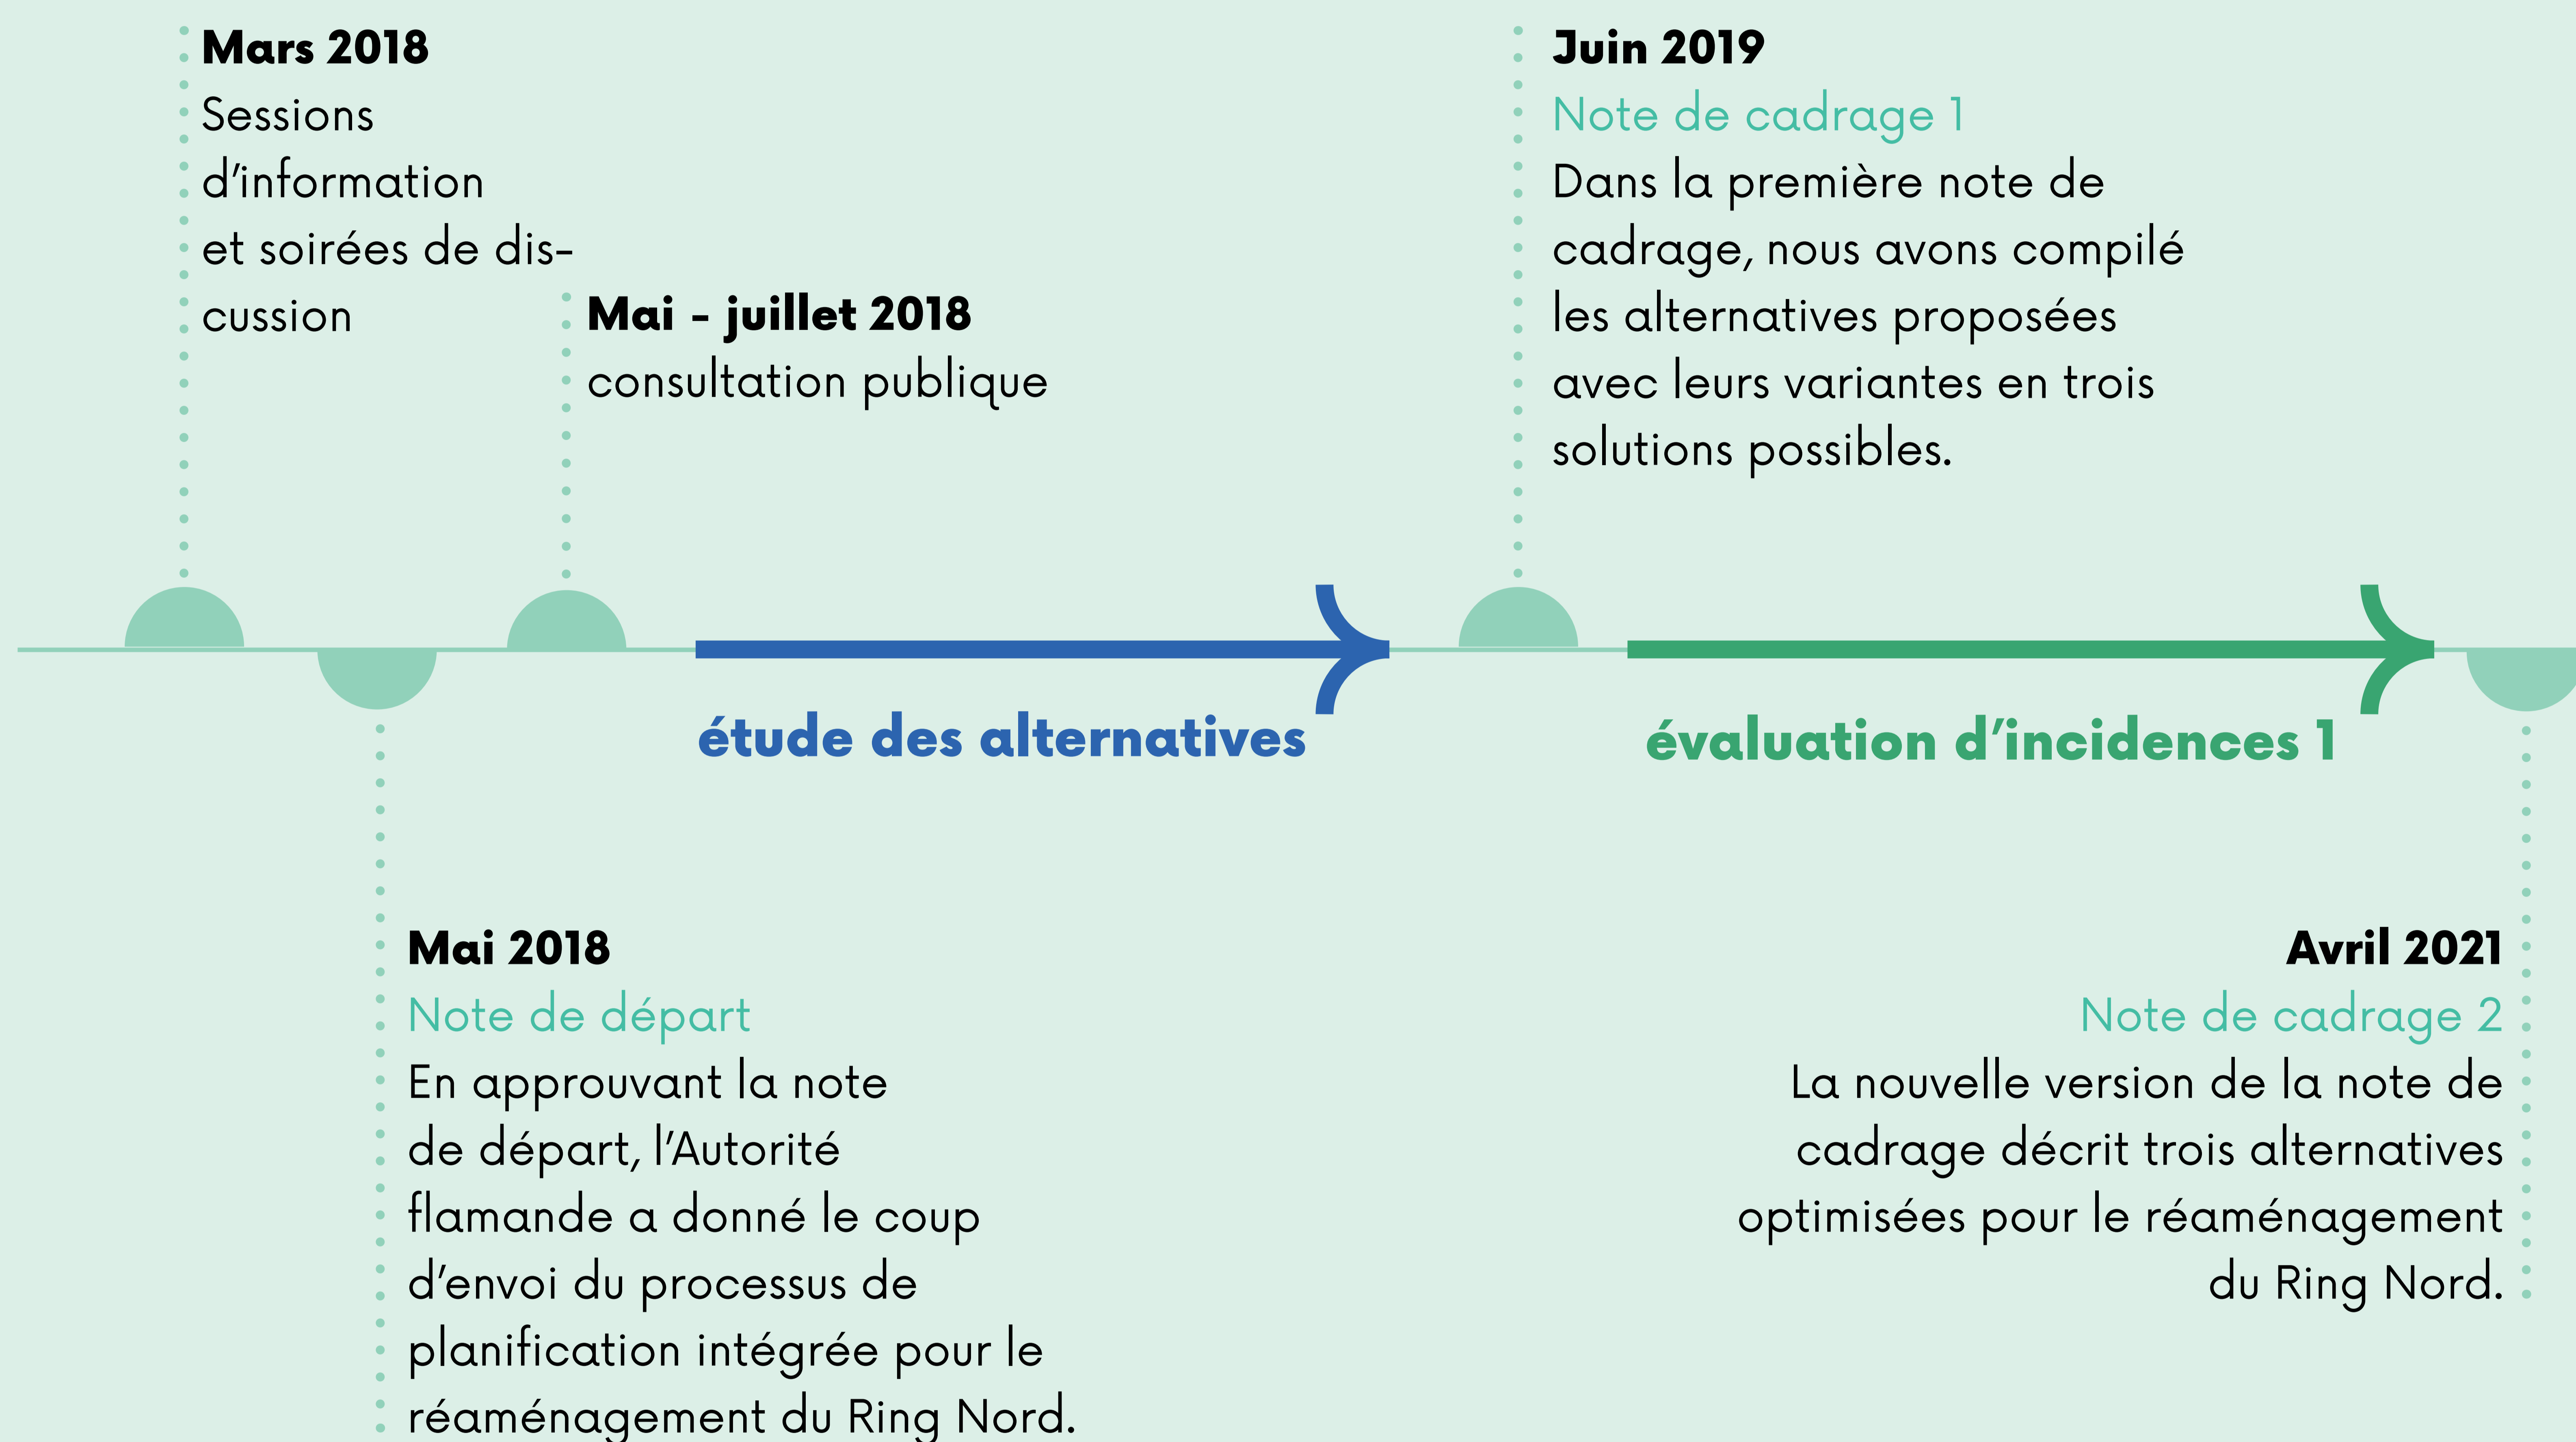 Mars 2018
Sessions
d’information
et soirées de dis-
cussion
Mai - juillet 2018
consultation publique
Juin 2019
Note de cadrage 1
Dans la première note de
cadrage, nous avons compilé
les alternatives proposées
avec leurs variantes en trois
solutions possibles.
étude des alternatives
évaluation d’incidences 1
Mai 2018
Note de départ
En approuvant la note
de départ, l’Autorité
flamande a donné le coup
d’envoi du processus de
planification intégrée pour le
réaménagement du Ring Nord.
Avril 2021
Note de cadrage 2
La nouvelle version de la note de
cadrage décrit trois alternatives
optimisées pour le réaménagement
du Ring Nord.